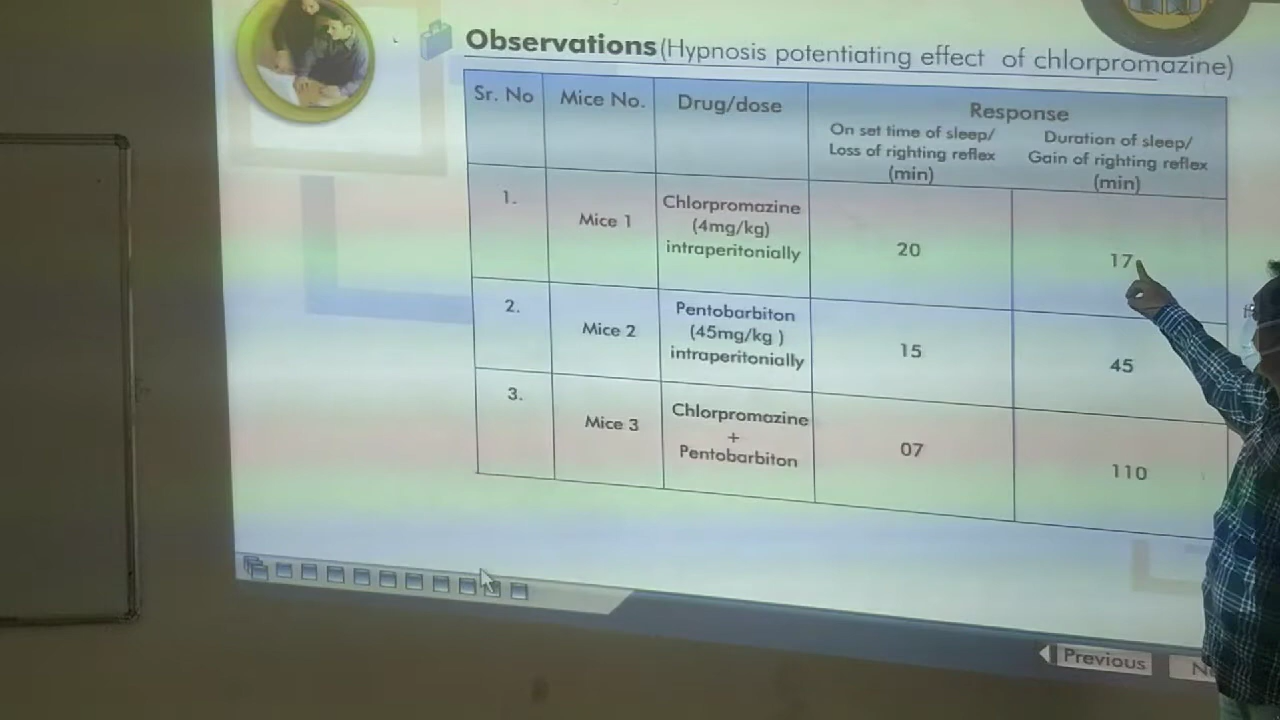 Observations(Hypnosis potentiating effect of chlorpromazine)
Sr. No Mice No. Drug/dose Response
On set time of sleep/
Loss of righting reflex
(min)
Duration of sleep/
Gain of righting reflex
(min)
1. Mice 1 Chlorpromazine
(4mg/kg)
intraperitonially
20 17
2. Mice 2 Pentobarbiton
(45mg/kg )
intraperitonially
15 45
3. Mice 3 Chlorpromazine
+
Pentobarbiton
07 110
Previous